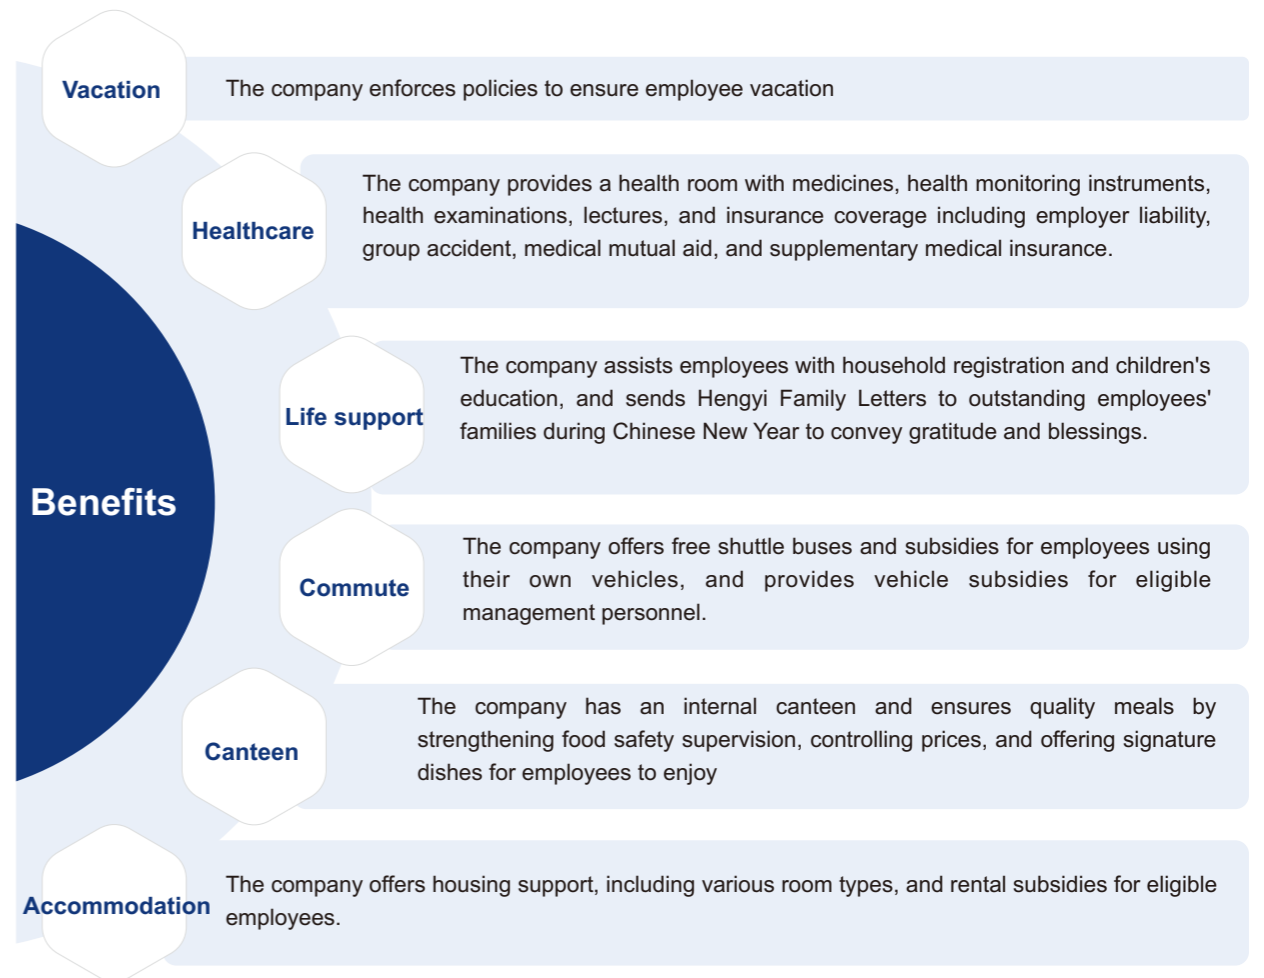 Benefits
Vacation
The company enforces policies to ensure employee vacation
Healthcare
The company provides a health room with medicines, health monitoring instruments,
health examinations, lectures, and insurance coverage including employer liability,
group accident, medical mutual aid, and supplementary medical insurance.
Life support
The company assists employees with household registration and children's
education, and sends Hengyi Family Letters to outstanding employees'
families during Chinese New Year to convey gratitude and blessings.
Commute
The company offers free shuttle buses and subsidies for employees using
their own vehicles, and provides vehicle subsidies for eligible
management personnel.
Canteen
The company has an internal canteen and ensures quality meals by
strengthening food safety supervision, controlling prices, and offering signature
dishes for employees to enjoy
Accommodation
The company offers housing support, including various room types, and rental subsidies for eligible
employees.